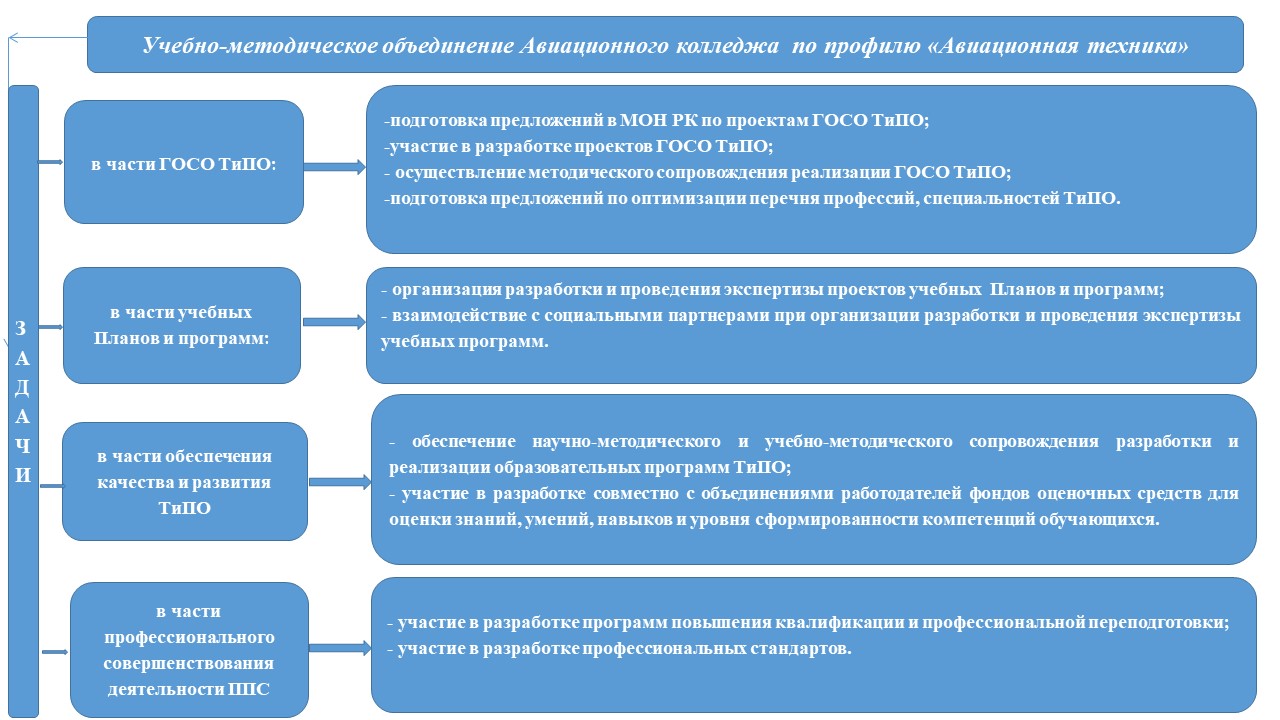 Учебно-методическое объединение Авиационного колледжа по профилю «Авиационная техника»
ЗАДАЧИ
в части ГОСО ТиПО:
-подготовка предложений в МОН РК по проектам ГОСО ТиПО;
-участие в разработке проектов ГОСО ТиПО;
- осуществление методического сопровождения реализации ГОСО ТиПО;
-подготовка предложений по оптимизации перечня профессий, специальностей ТиПО.
в части учебных
Планов и программ:
- организация разработки и проведения экспертизы проектов учебных Планов и программ;
- взаимодействие с социальными партнерами при организации разработки и проведения экспертизы
учебных программ.
в части обеспечения
качества и развития
ТиПО
- обеспечение научно-методического и учебно-методического сопровождения разработки и
реализации образовательных программ ТиПО;
- участие в разработке совместно с объединениями работодателей фондов оценочных средств для
оценки знаний, умений, навыков и уровня сформированности компетенций обучающихся.
в части
профессионального
совершенствования
деятельности ППС
- участие в разработке программ повышения квалификации и профессиональной переподготовки;
- участие в разработке профессиональных стандартов.